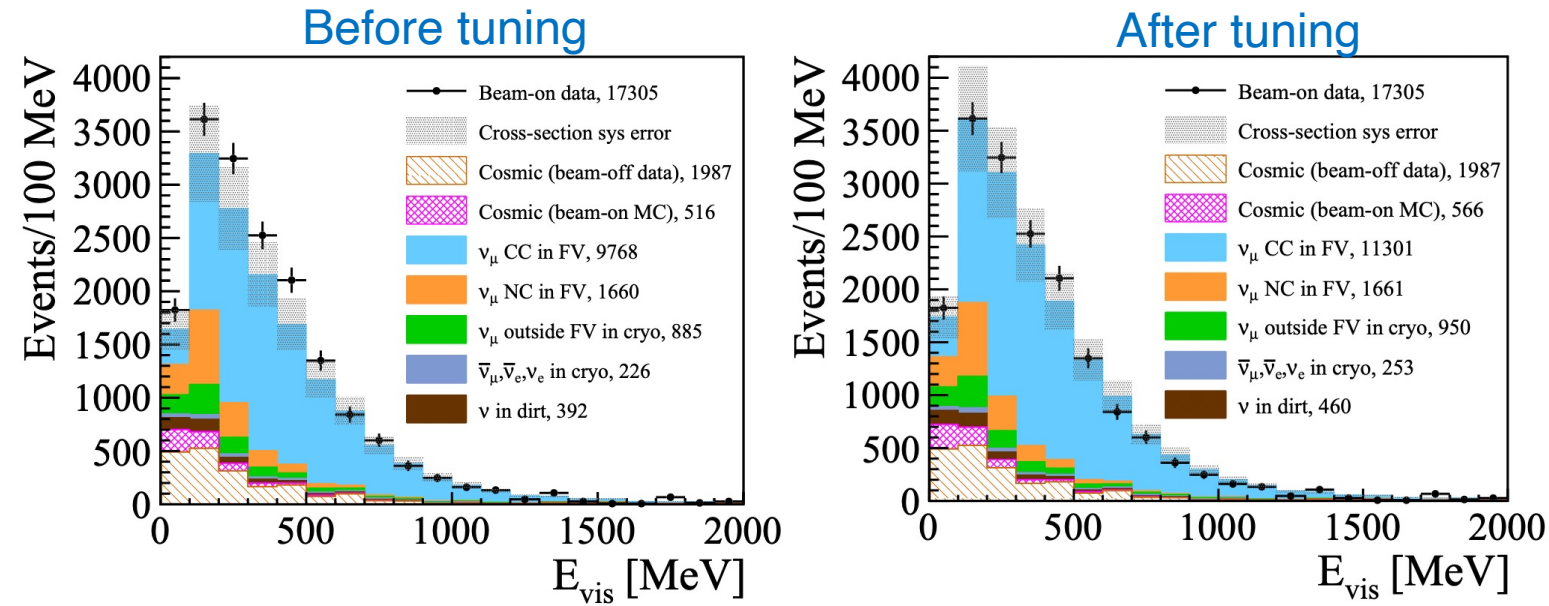 Before tuning
Events/100 MeV
4000
3500
3000
2500
2000
1500
1000
500
0
Beam-on data, 17305
Cross-section sys error
Cosmic (beam-off data), 1987
Cosmic (beam-on MC), 516
νμ CC in FV, 9768
νμ NC in FV, 1660
νμ outside FV in cryo, 885
ν̅μ,ν̅e,νe in cryo, 226
ν in dirt, 392
0 500 1000 1500 2000
Evis [MeV]
After tuning
Events/100 MeV
4000
3500
3000
2500
2000
1500
1000
500
0
Beam-on data, 17305
Cross-section sys error
Cosmic (beam-off data), 1987
Cosmic (beam-on MC), 566
νμ CC in FV, 11301
νμ NC in FV, 1661
νμ outside FV in cryo, 950
ν̅μ,ν̅e,νe in cryo, 253
ν in dirt, 460
0 500 1000 1500 2000
Evis [MeV]